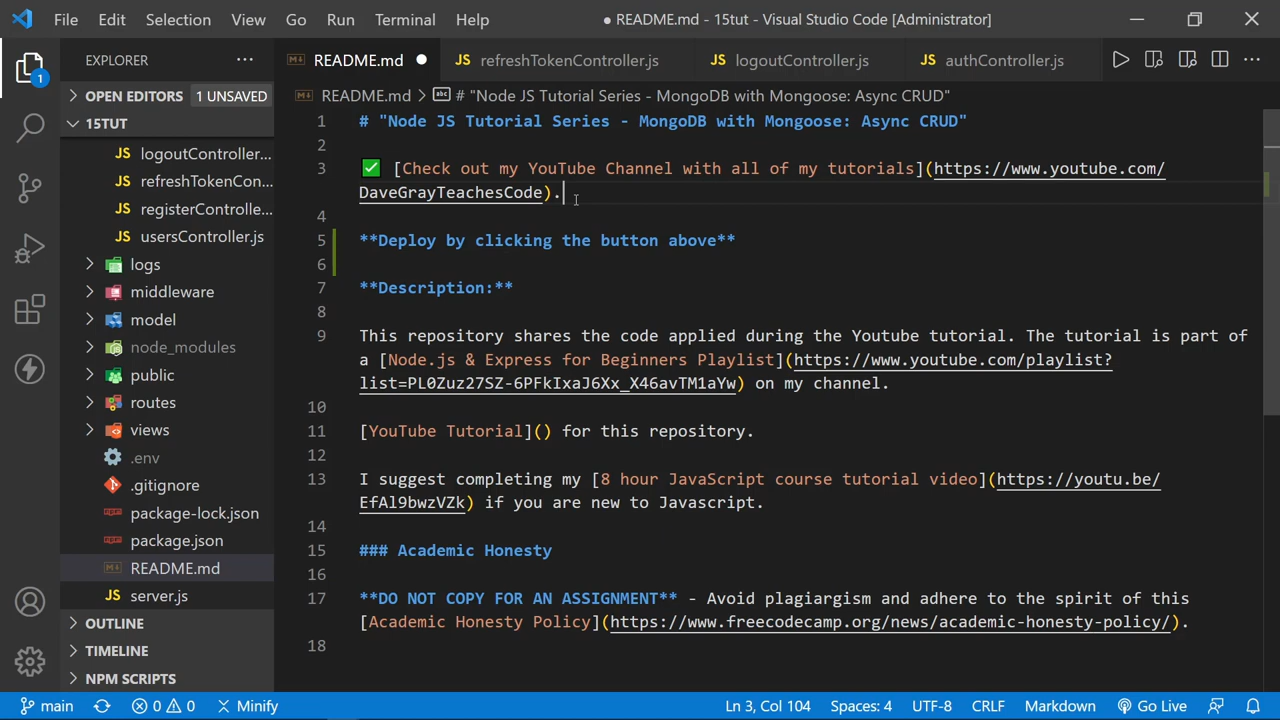 File Edit Selection View Go Run Terminal Help
● README.md - 15tut - Visual Studio Code [Administrator]
EXPLORER ···
README.md ●
JS refreshTokenController.js
JS logoutController.js
JS authController.js
1
OPEN EDITORS 1 UNSAVED
README.md > # "Node JS Tutorial Series - MongoDB with Mongoose: Async CRUD"
15TUT
JS logoutController...
JS refreshTokenCon...
JS registerControlle...
JS usersController.js
logs
middleware
model
node_modules
public
routes
views
.env
.gitignore
package-lock.json
package.json
README.md
JS server.js
OUTLINE
TIMELINE
NPM SCRIPTS
1 # "Node JS Tutorial Series - MongoDB with Mongoose: Async CRUD"
2
3 ✅ [Check out my YouTube Channel with all of my tutorials](https://www.youtube.com/
DaveGrayTeachesCode).
4
5 **Deploy by clicking the button above**
6
7 **Description:**
8
9 This repository shares the code applied during the Youtube tutorial. The tutorial is part of
a [Node.js & Express for Beginners Playlist](https://www.youtube.com/playlist?
list=PL0Zuz27SZ-6PFkIxaJ6Xx_X46avTM1aYw) on my channel.
10
11 [YouTube Tutorial]() for this repository.
12
13 I suggest completing my [8 hour JavaScript course tutorial video](https://youtu.be/
EfAl9bwzVZk) if you are new to Javascript.
14
15 ### Academic Honesty
16
17 **DO NOT COPY FOR AN ASSIGNMENT** - Avoid plagiargism and adhere to the spirit of this
[Academic Honesty Policy](https://www.freecodecamp.org/news/academic-honesty-policy/).
18
main 0 0 Minify
Ln 3, Col 104 Spaces: 4 UTF-8 CRLF Markdown Go Live